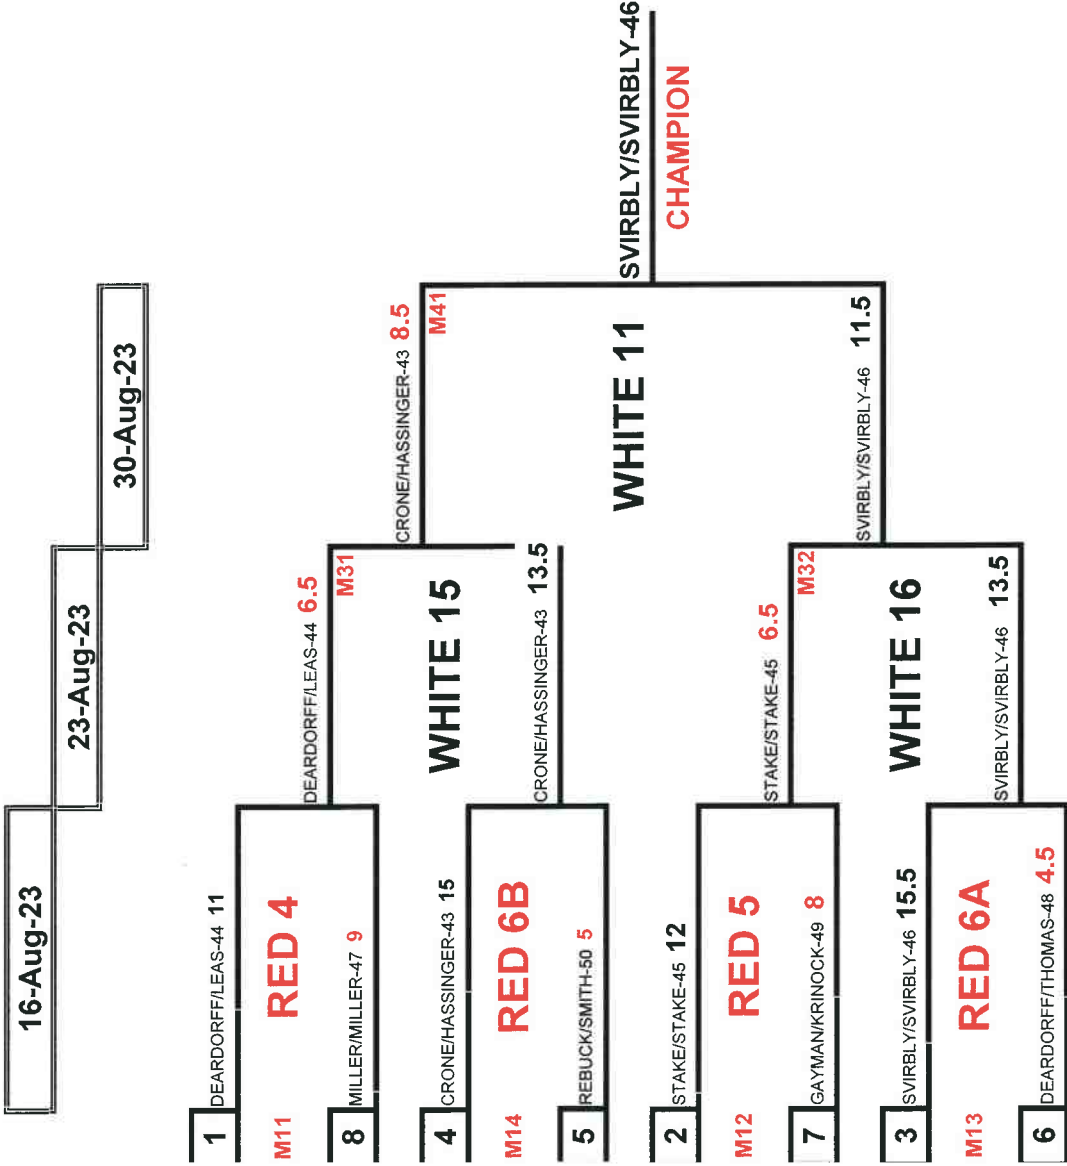 16-Aug-23
23-Aug-23
30-Aug-23
1
DEARDORFF/LEAS-44 11
M11
RED 4
8
MILLER/MILLER-47 9
DEARDORFF/LEAS-44 6.5
M31
WHITE 15
4
CRONE/HASSINGER-43 15
M14
RED 6B
5
REBUCK/SMITH-50 5
CRONE/HASSINGER-43 13.5
CRONE/HASSINGER-43 8.5
M41
WHITE 11
SVIRBLY/SVIRBLY-46
CHAMPION
2
STAKE/STAKE-45 12
M12
RED 5
7
GAYMAN/KRINOCK-49 8
STAKE/STAKE-45 6.5
M32
WHITE 16
3
SVIRBLY/SVIRBLY-46 15.5
M13
RED 6A
6
DEARDORFF/THOMAS-48 4.5
SVIRBLY/SVIRBLY-46 13.5
SVIRBLY/SVIRBLY-46 11.5